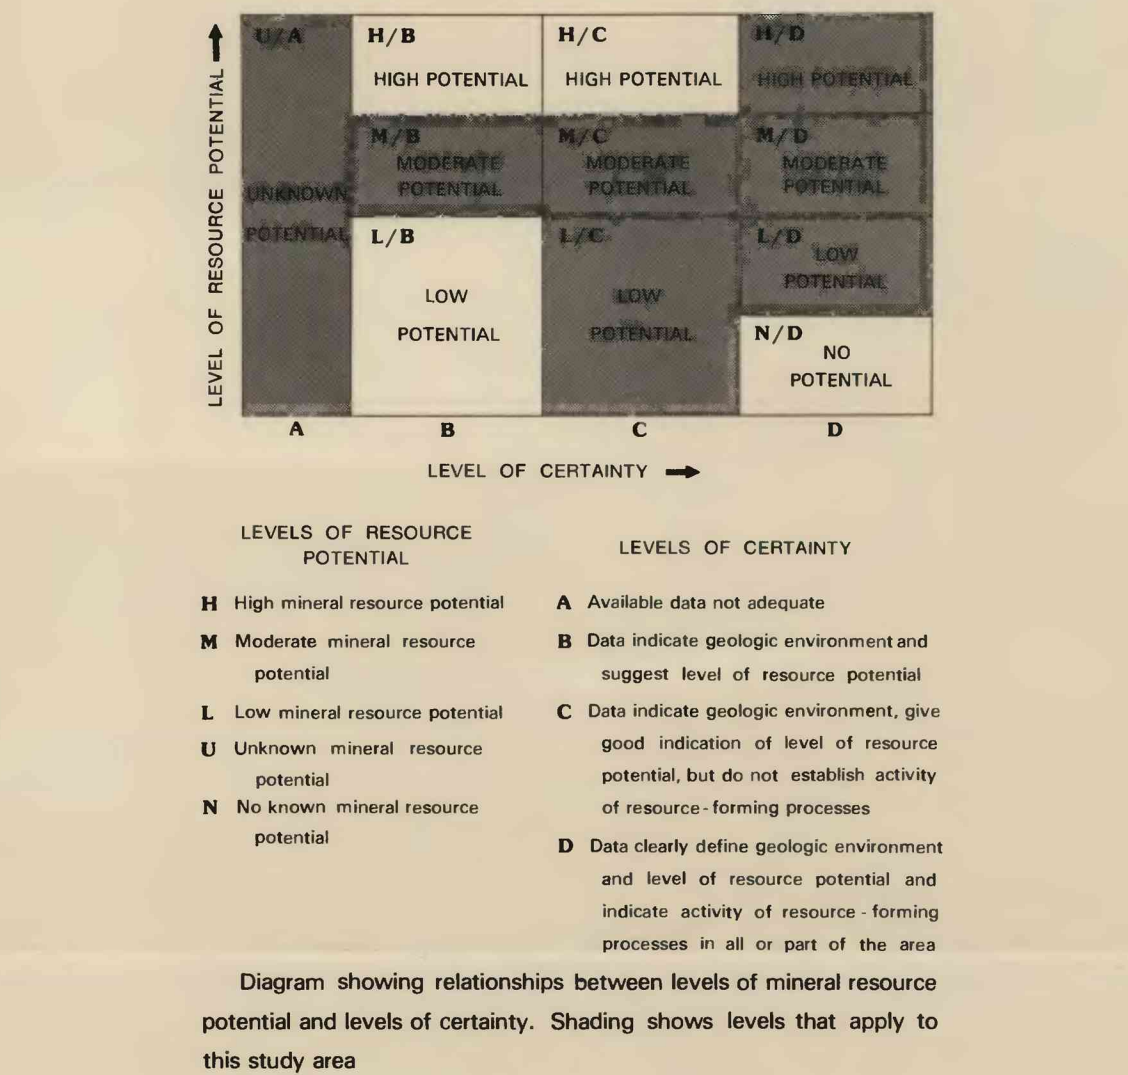 LEVEL OF RESOURCE POTENTIAL
U/A
UNKNOWN
POTENTIAL
H/B
HIGH POTENTIAL
H/C
HIGH POTENTIAL
H/D
HIGH POTENTIAL
M/B
MODERATE
POTENTIAL
M/C
MODERATE
POTENTIAL
M/D
MODERATE
POTENTIAL
L/B
LOW
POTENTIAL
L/C
LOW
POTENTIAL
L/D
LOW
POTENTIAL
N/D
NO
POTENTIAL
A
B
C
D
LEVEL OF CERTAINTY
LEVELS OF RESOURCE
POTENTIAL
H High mineral resource potential
M Moderate mineral resource
potential
L Low mineral resource potential
U Unknown mineral resource
potential
N No known mineral resource
potential
LEVELS OF CERTAINTY
A Available data not adequate
B Data indicate geologic environment and
suggest level of resource potential
C Data indicate geologic environment, give
good indication of level of resource
potential, but do not establish activity
of resource-forming processes
D Data clearly define geologic environment
and level of resource potential and
indicate activity of resource-forming
processes in all or part of the area
Diagram showing relationships between levels of mineral resource
potential and levels of certainty. Shading shows levels that apply to
this study area